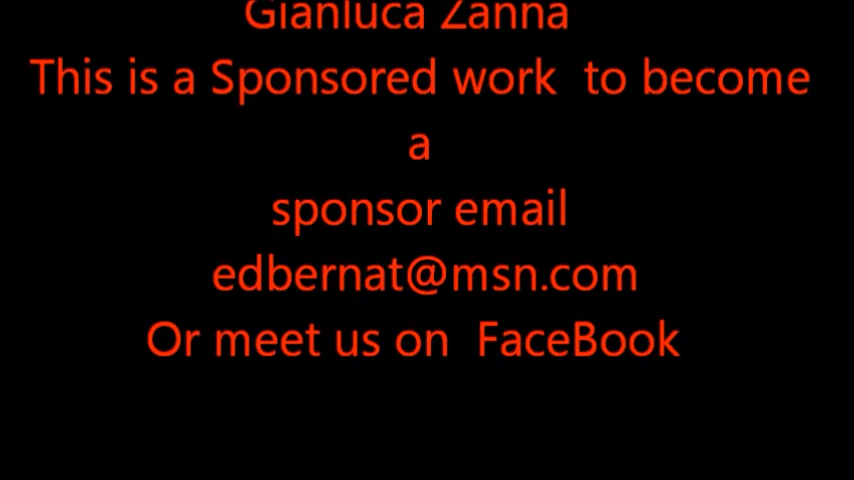 Gianluca Zanna
This is a Sponsored work  to become
a
sponsor email
edbernat@msn.com
Or meet us on  FaceBook